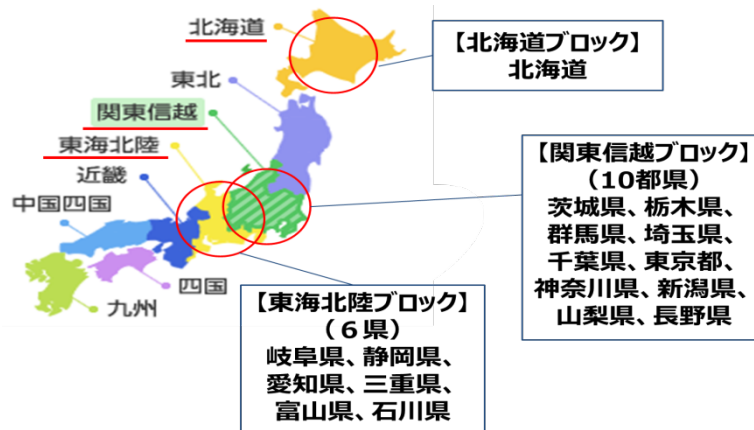 北海道
東北
関東信越
東海北陸
近畿
中国四国
四国
九州
【北海道ブロック】
北海道
【関東信越ブロック】
（10都県）
茨城県、栃木県、
群馬県、埼玉県、
千葉県、東京都、
神奈川県、新潟県、
山梨県、長野県
【東海北陸ブロック】
（６県）
岐阜県、静岡県、
愛知県、三重県、
富山県、石川県